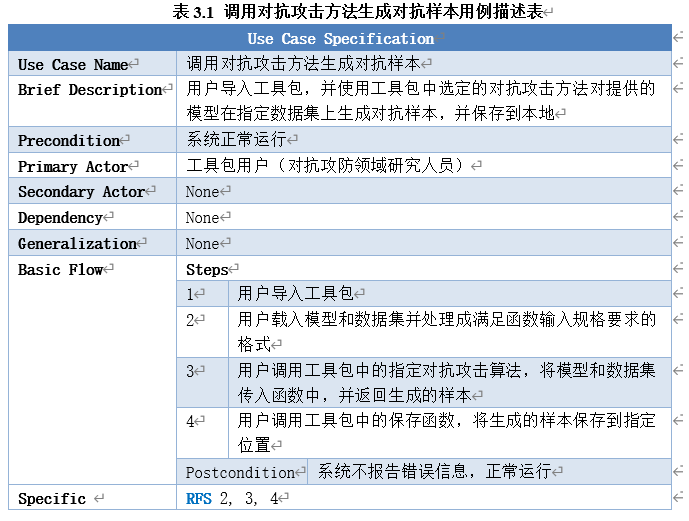 表 3.1 调用对抗攻击方法生成对抗样本用例描述表
Use Case Specification
Use Case Name 调用对抗攻击方法生成对抗样本
Brief Description 用户导入工具包，并使用工具包中选定的对抗攻击方法对提供的
模型在指定数据集上生成对抗样本，并保存到本地
Precondition 系统正常运行
Primary Actor 工具包用户（对抗攻防领域研究人员）
Secondary Actor None
Dependency None
Generalization None
Basic Flow Steps
1 用户导入工具包
2 用户载入模型和数据集并处理成满足函数输入规格要求的
格式
3 用户调用工具包中的指定对抗攻击算法，将模型和数据集
传入函数中，并返回生成的样本
4 用户调用工具包中的保存函数，将生成的样本保存到指定
位置
Postcondition 系统不报告错误信息，正常运行
Specific RFS 2, 3, 4